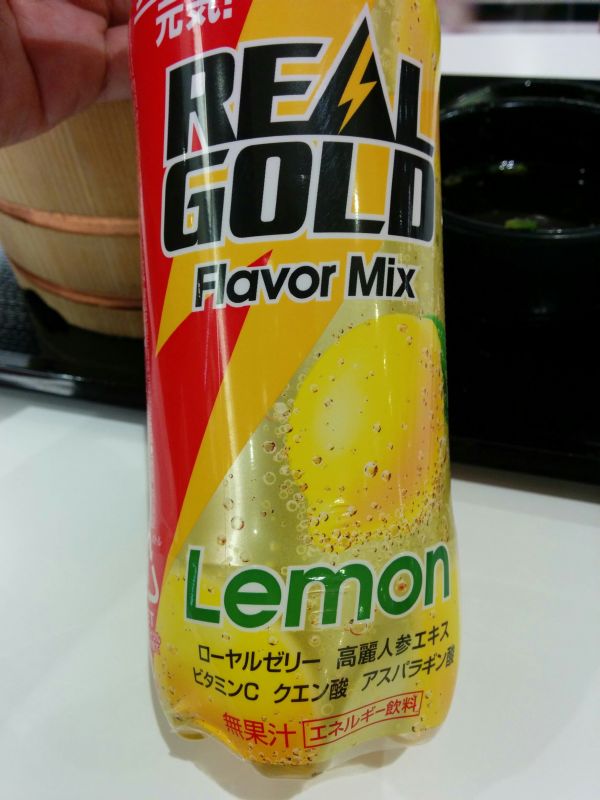 元気!
REAL
GOLD
Flavor Mix
Lemon
ローヤルゼリー 高麗人参エキス
ビタミンC クエン酸 アスパラギン酸
無果汁 エネルギー飲料